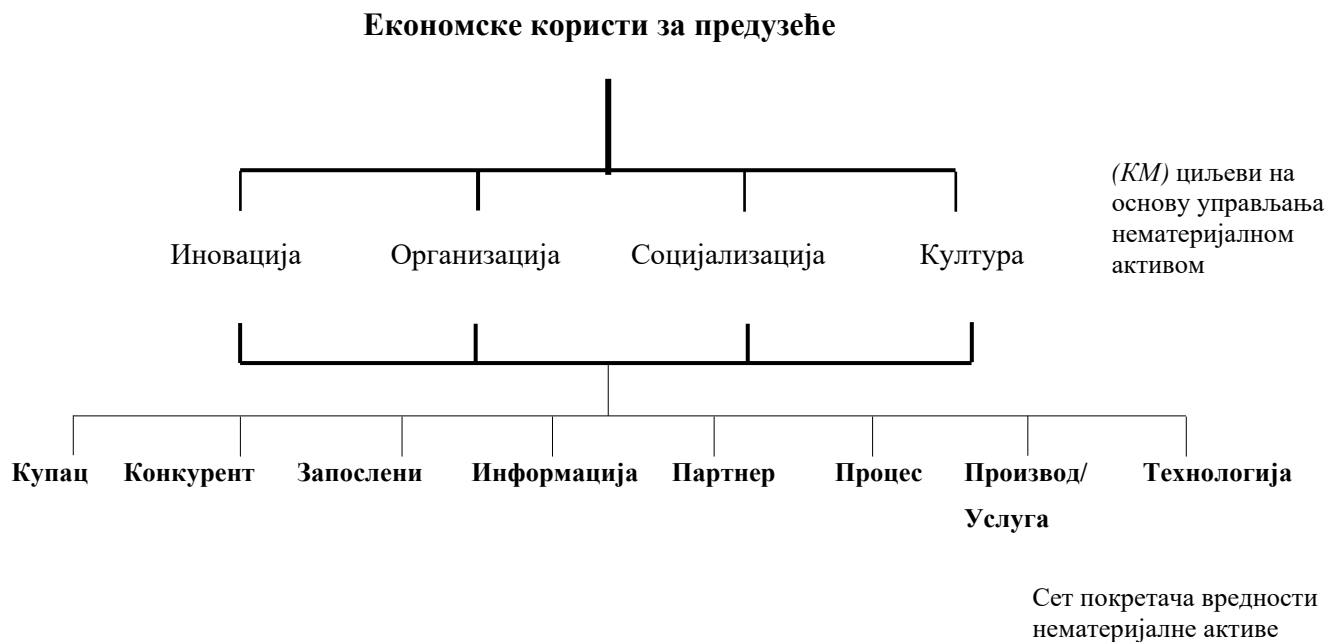 Економске користи за предузеће
(КМ) циљеви на
основу управљања
нематеријалном
активом
Иновација Организација Социјализација Култура
Купац Конкурент Запослени Информација Партнер Процес Производ/ Технологија
Услуга
Сет покретача вредности
нематеријалне активе